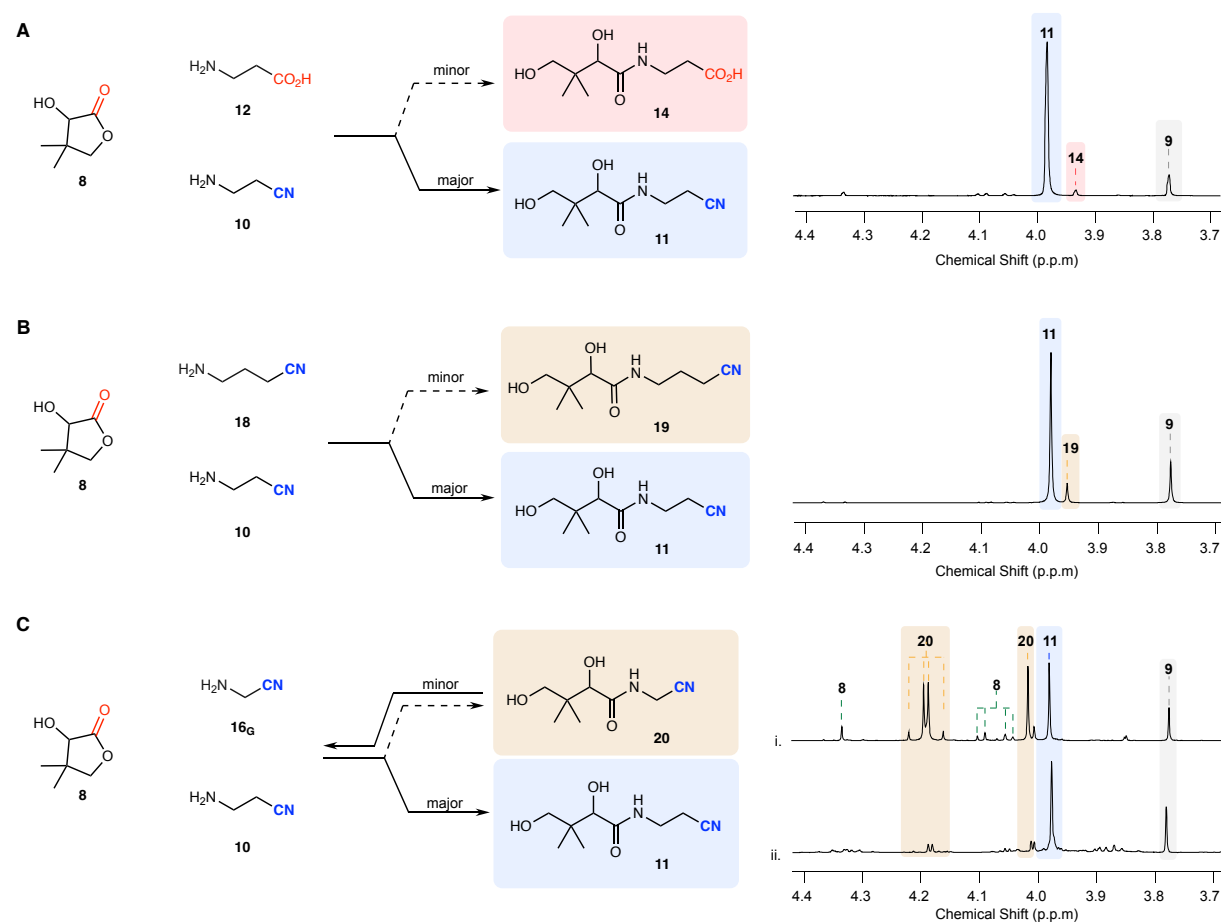 A
HO
O
O
8
H2N
CO2H
12
H2N
CN
10
minor
major
OH
H
N
HO
CO2H
O
14
OH
H
N
HO
CN
O
11
11
14
9
4.4 4.3 4.2 4.1 4.0 3.9 3.8 3.7
Chemical Shift (p.p.m)
B
HO
O
O
8
H2N
CN
18
H2N
CN
10
minor
major
OH
H
N
HO
CN
O
19
OH
H
N
HO
CN
O
11
11
19
9
4.4 4.3 4.2 4.1 4.0 3.9 3.8 3.7
Chemical Shift (p.p.m)
C
HO
O
O
8
H2N
CN
16G
H2N
CN
10
minor
major
OH
H
N
HO
CN
O
20
OH
H
N
HO
CN
O
11
8
20
8
20
11
9
i.
ii.
4.4 4.3 4.2 4.1 4.0 3.9 3.8 3.7
Chemical Shift (p.p.m)